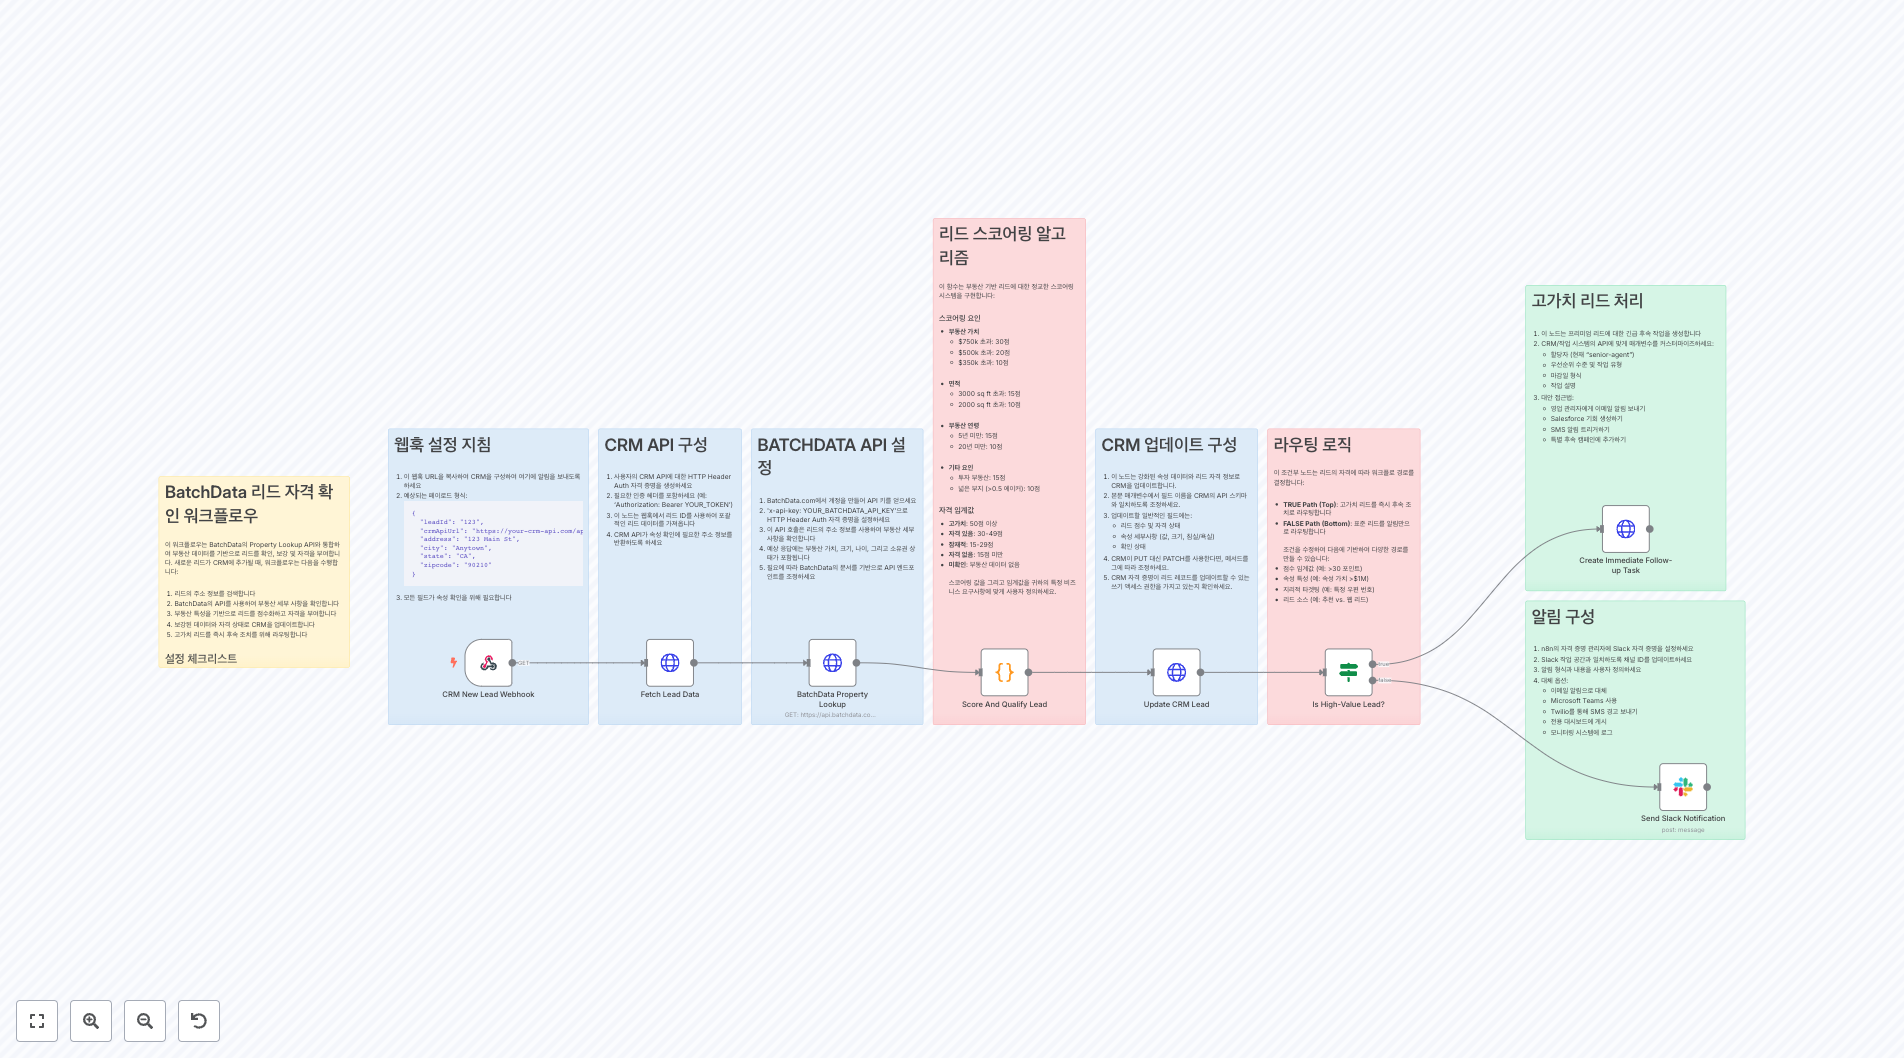 BatchData 리드 자격 확
인 워크플로우
이 워크플로우는 BatchData의 Property Lookup API와 통합하
여 부동산 데이터를 기반으로 리드를 확인, 보강 및 자격을 부여합니
다. 새로운 리드가 CRM에 추가될 때, 워크플로우는 다음을 수행합
니다:
1. 리드의 주소 정보를 검색합니다
2. BatchData의 API를 사용하여 부동산 세부 사항을 확인합니다
3. 부동산 특성을 기반으로 리드를 점수화하고 자격을 부여합니다
4. 보강된 데이터와 자격 상태로 CRM을 업데이트합니다
5. 고가치 리드를 즉시 후속 조치를 위해 라우팅합니다
설정 체크리스트
웹훅 설정 지침
1. 이 웹훅 URL을 복사하여 CRM을 구성하여 여기에 알림을 보내도록
하세요
2. 예상되는 페이로드 형식:
{
"leadId": "123",
"crmApiUrl": "https://your-crm-api.com/ap
"address": "123 Main St",
"city": "Anytown",
"state": "CA",
"zipcode": "90210"
}
3. 모든 필드가 속성 확인을 위해 필요합니다
GET
CRM New Lead Webhook
CRM API 구성
1. 사용자의 CRM API에 대한 HTTP Header
Auth 자격 증명을 생성하세요
2. 필요한 인증 헤더를 포함하세요 (예:
'Authorization: Bearer YOUR_TOKEN')
3. 이 노드는 웹훅에서 리드 ID를 사용하여 포괄
적인 리드 데이터를 가져옵니다
4. CRM API가 속성 확인에 필요한 주소 정보를
반환하도록 하세요
Fetch Lead Data
BATCHDATA API 설
정
1. BatchData.com에서 계정을 만들어 API 키를 얻으세요
2. 'x-api-key: YOUR_BATCHDATA_API_KEY'으로
HTTP Header Auth 자격 증명을 설정하세요
3. 이 API 호출은 리드의 주소 정보를 사용하여 부동산 세부
사항을 확인합니다
4. 예상 응답에는 부동산 가치, 크기, 나이, 그리고 소유권 상
태가 포함됩니다
5. 필요에 따라 BatchData의 문서를 기반으로 API 엔드포
인트를 조정하세요
BatchData Property
Lookup
GET: https://api.batchdata.co...
리드 스코어링 알고
리즘
이 함수는 부동산 기반 리드에 대한 정교한 스코어링
시스템을 구현합니다:
스코어링 요인
• 부동산 가치
◦ $750k 초과: 30점
◦ $500k 초과: 20점
◦ $350k 초과: 10점
• 면적
◦ 3000 sq ft 초과: 15점
◦ 2000 sq ft 초과: 10점
• 부동산 연령
◦ 5년 미만: 15점
◦ 20년 미만: 10점
• 기타 요인
◦ 투자 부동산: 15점
◦ 넓은 부지 (>0.5 에이커): 10점
자격 임계값
• 고가치: 50점 이상
• 자격 있음: 30-49점
• 잠재적: 15-29점
• 자격 없음: 15점 미만
• 미확인: 부동산 데이터 없음
스코어링 값을 그리고 임계값을 귀하의 특정 비즈
니스 요구사항에 맞게 사용자 정의하세요.
Score And Qualify Lead
CRM 업데이트 구성
1. 이 노드는 강화된 속성 데이터와 리드 자격 정보로
CRM을 업데이트합니다.
2. 본문 매개변수에서 필드 이름을 CRM의 API 스키마
와 일치하도록 조정하세요.
3. 업데이트할 일반적인 필드에는:
◦ 리드 점수 및 자격 상태
◦ 속성 세부사항 (값, 크기, 침실/욕실)
◦ 확인 상태
4. CRM이 PUT 대신 PATCH를 사용한다면, 메서드를
그에 따라 조정하세요.
5. CRM 자격 증명이 리드 레코드를 업데이트할 수 있는
쓰기 액세스 권한을 가지고 있는지 확인하세요.
Update CRM Lead
라우팅 로직
이 조건부 노드는 리드의 자격에 따라 워크플로 경로를
결정합니다:
• TRUE Path (Top): 고가치 리드를 즉시 후속 조
치로 라우팅합니다
• FALSE Path (Bottom): 표준 리드를 알림만으
로 라우팅합니다
조건을 수정하여 다음에 기반하여 다양한 경로를
만들 수 있습니다:
• 점수 임계값 (예: >30 포인트)
• 속성 특성 (예: 속성 가치 >$1M)
• 지리적 타겟팅 (예: 특정 우편 번호)
• 리드 소스 (예: 추천 vs. 웹 리드)
true
false
Is High-Value Lead?
고가치 리드 처리
1. 이 노드는 프리미엄 리드에 대한 긴급 후속 작업을 생성합니다
2. CRM/작업 시스템의 API에 맞게 매개변수를 커스터마이즈하세요:
◦ 할당자 (현재 "senior-agent")
◦ 우선순위 수준 및 작업 유형
◦ 마감일 형식
◦ 작업 설명
3. 대안 접근법:
◦ 영업 관리자에게 이메일 알림 보내기
◦ Salesforce 기회 생성하기
◦ SMS 알림 트리거하기
◦ 특별 후속 캠페인에 추가하기
Create Immediate Follow-
up Task
알림 구성
1. n8n의 자격 증명 관리자에 Slack 자격 증명을 설정하세요
2. Slack 작업 공간과 일치하도록 채널 ID를 업데이트하세요
3. 알림 형식과 내용을 사용자 정의하세요
4. 대체 옵션:
◦ 이메일 알림으로 대체
◦ Microsoft Teams 사용
◦ Twilio를 통해 SMS 경고 보내기
◦ 전용 대시보드에 게시
◦ 모니터링 시스템에 로그
Send Slack Notification
post: message